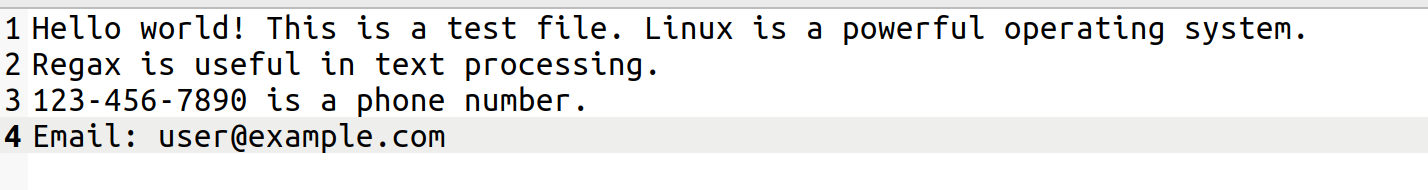 1 Hello world! This is a test file. Linux is a powerful operating system.
2 Regax is useful in text processing.
3 123-456-7890 is a phone number.
4 Email: user@example.com